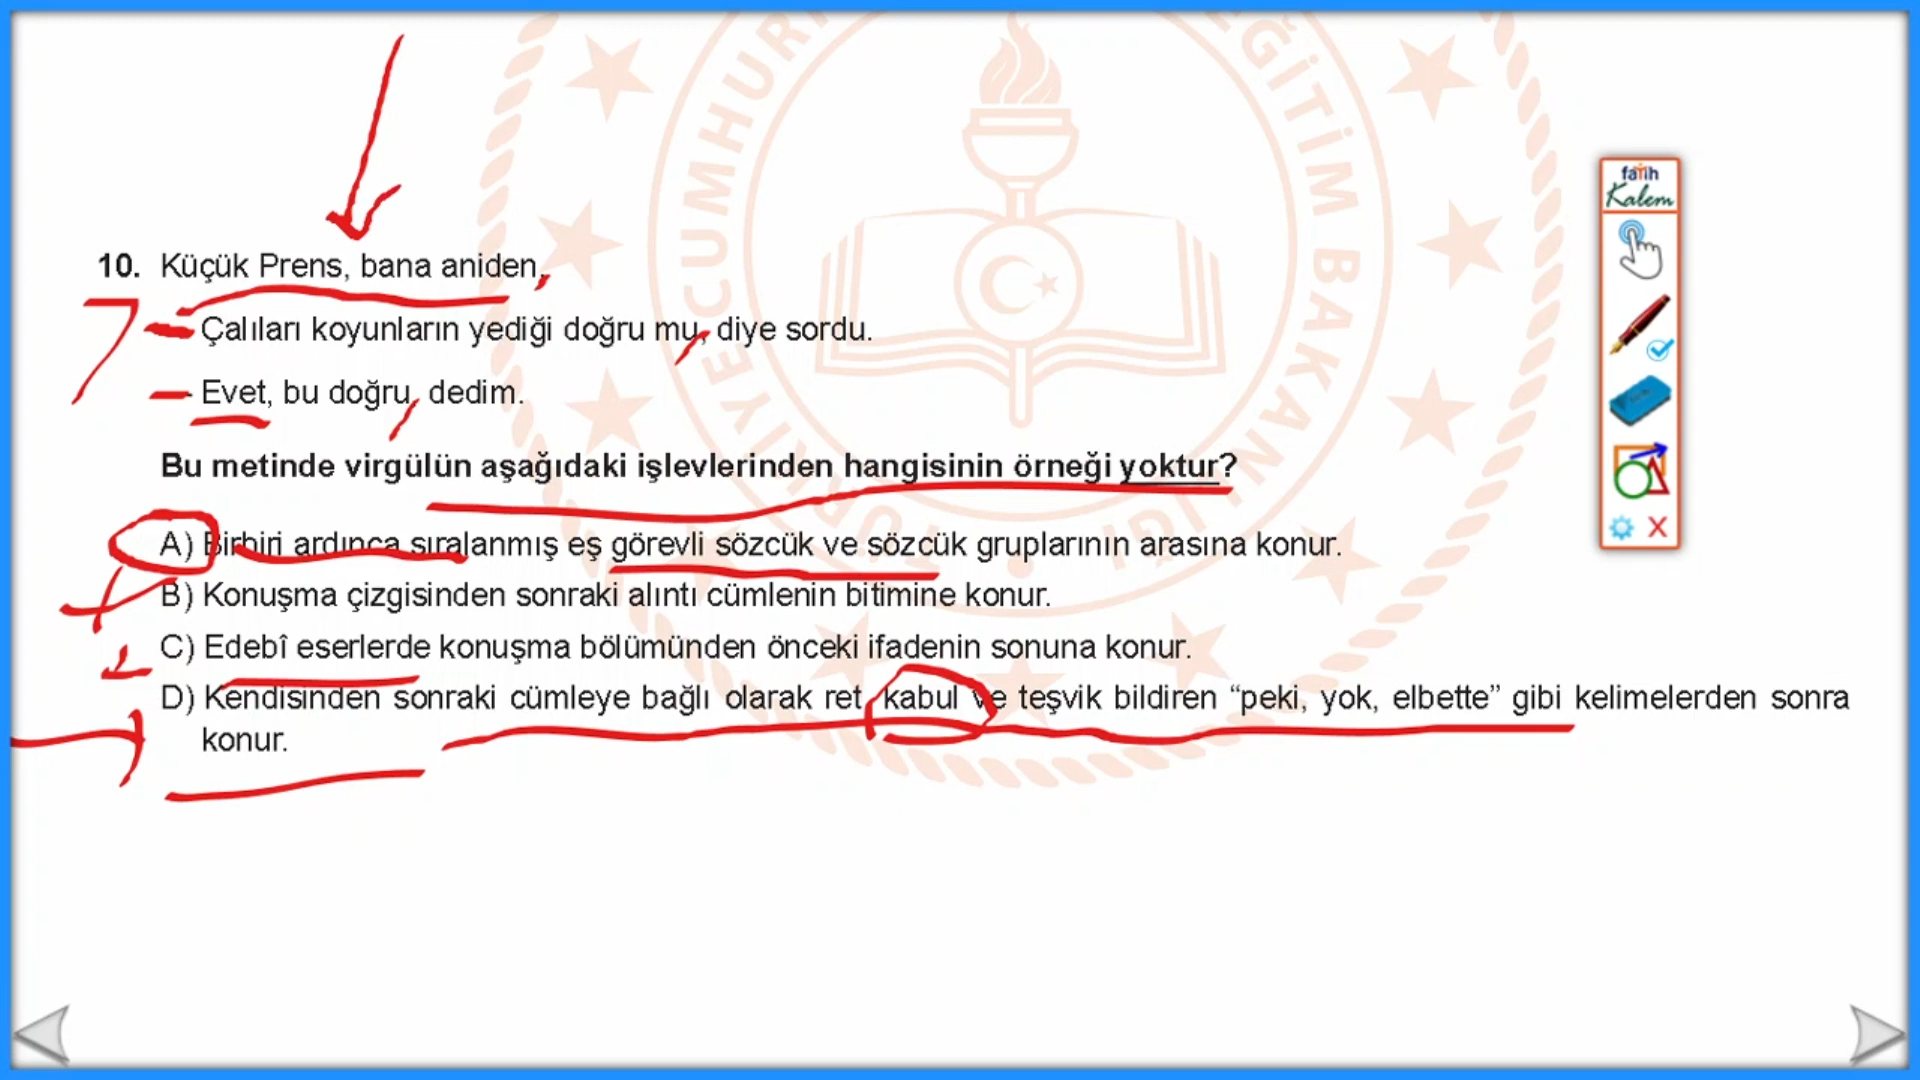 10. Küçük Prens, bana aniden,
Çalıları koyunların yediği doğru mu, diye sordu.
Evet, bu doğru, dedim.
Bu metinde virgülün aşağıdaki işlevlerinden hangisinin örneği yoktur?
A) Birbiri ardınca sıralanmış eş görevli sözcük ve sözcük gruplarının arasına konur.
B) Konuşma çizgisinden sonraki alıntı cümlenin bitimine konur.
C) Edebî eserlerde konuşma bölümünden önceki ifadenin sonuna konur.
D) Kendisinden sonraki cümleye bağlı olarak ret, kabul ve teşvik bildiren “peki, yok, elbette” gibi kelimelerden sonra
konur.
fatih
Kalem